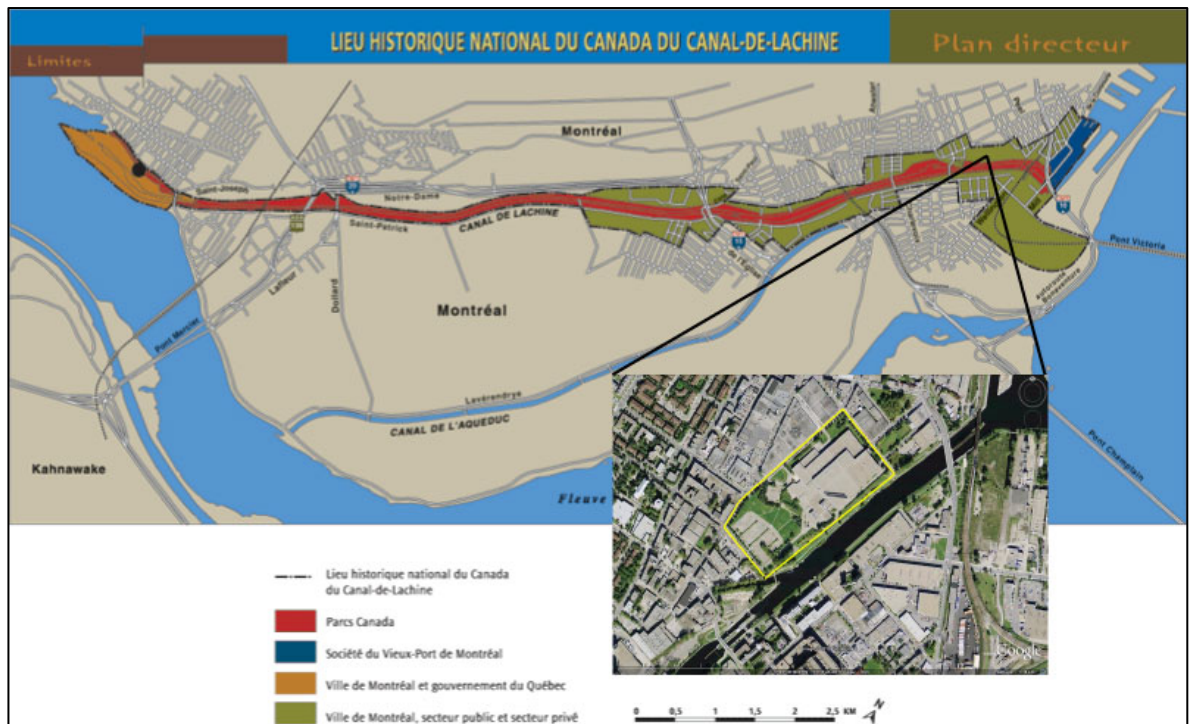 LIEU HISTORIQUE NATIONAL DU CANADA DU CANAL-DE-LACHINE
Plan directeur
Limites
Montréal
Saint-Joseph
Notre-Dame
Saint-Patrick
CANAL DE LACHINE
de l'Église
Pont Victoria
autoroute
Bonaventure
Lafleur
Dollard
Montréal
Pont Mercier
Lavérendrye
CANAL DE L'AQUEDUC
Pont Champlain
Kahnawake
Fleuve
Google
Lieu historique national du Canada
du Canal-de-Lachine
Parcs Canada
Société du Vieux-Port de Montréal
Ville de Montréal et gouvernement du Québec
Ville de Montréal, secteur public et secteur privé
0 0,5 1 1,5 2 2,5 KM
N